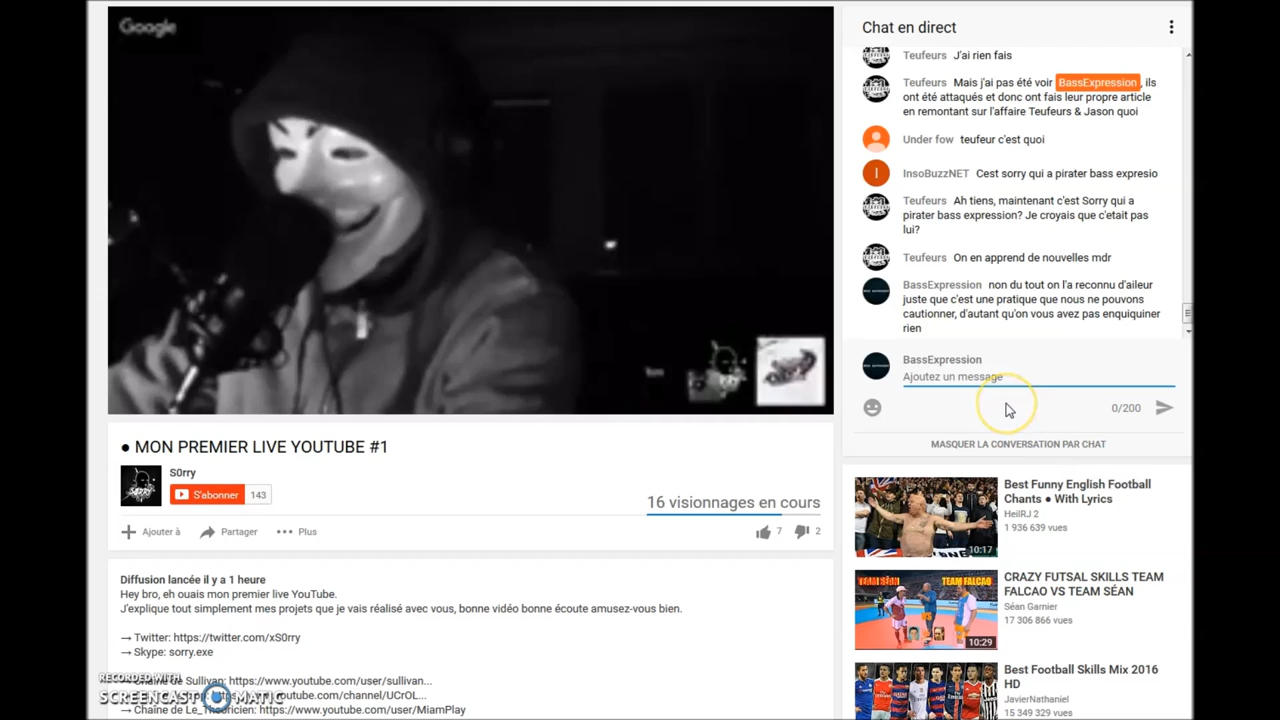 Google
Chat en direct
Teufeurs J'ai rien fais
Teufeurs Mais j'ai pas été voir BassExpression, ils
ont été attaqués et donc ont fais leur propre article
en remontant sur l'affaire Teufeurs & Jason quoi
Under fow teufeur c'est quoi
I InsoBuzzNET Cest sorry qui a pirater bass expresio
Teufeurs Ah tiens, maintenant c'est Sorry qui a
pirater bass expression? Je croyais que c'etait pas
lui?
Teufeurs On en apprend de nouvelles mdr
BassExpression non du tout on l'a reconnu d'aileur
juste que c'est une pratique que nous ne pouvons
cautionner, d'autant qu'on vous avez pas enquiquiner
rien
BassExpression
Ajoutez un message
0/200
MASQUER LA CONVERSATION PAR CHAT
● MON PREMIER LIVE YOUTUBE #1
S0rry
S'abonner 143
16 visionnages en cours
Ajouter à Partager Plus
7 2
Diffusion lancée il y a 1 heure
Hey bro, eh ouais mon premier live YouTube.
J'explique tout simplement mes projets que je vais réalisé avec vous, bonne vidéo bonne écoute amusez-vous bien.
→ Twitter: https://twitter.com/xS0rry
→ Skype: sorry.exe
Chaîne de Sullivan: https://www.youtube.com/user/sullivan...
youtube.com/channel/UCrOL...
→ Chaîne de Le_Theoricien: https://www.youtube.com/user/MiamPlay
RECORDED WITH
SCREENCAST MATIC
Best Funny English Football
Chants ● With Lyrics
HeilRJ 2
1 936 639 vues
10:17
TEAM SÉAN TEAM FALCAO
CRAZY FUTSAL SKILLS TEAM
FALCAO VS TEAM SÉAN
Séan Garnier
17 306 866 vues
10:29
Best Football Skills Mix 2016
HD
JavierNathaniel
15 349 329 vues